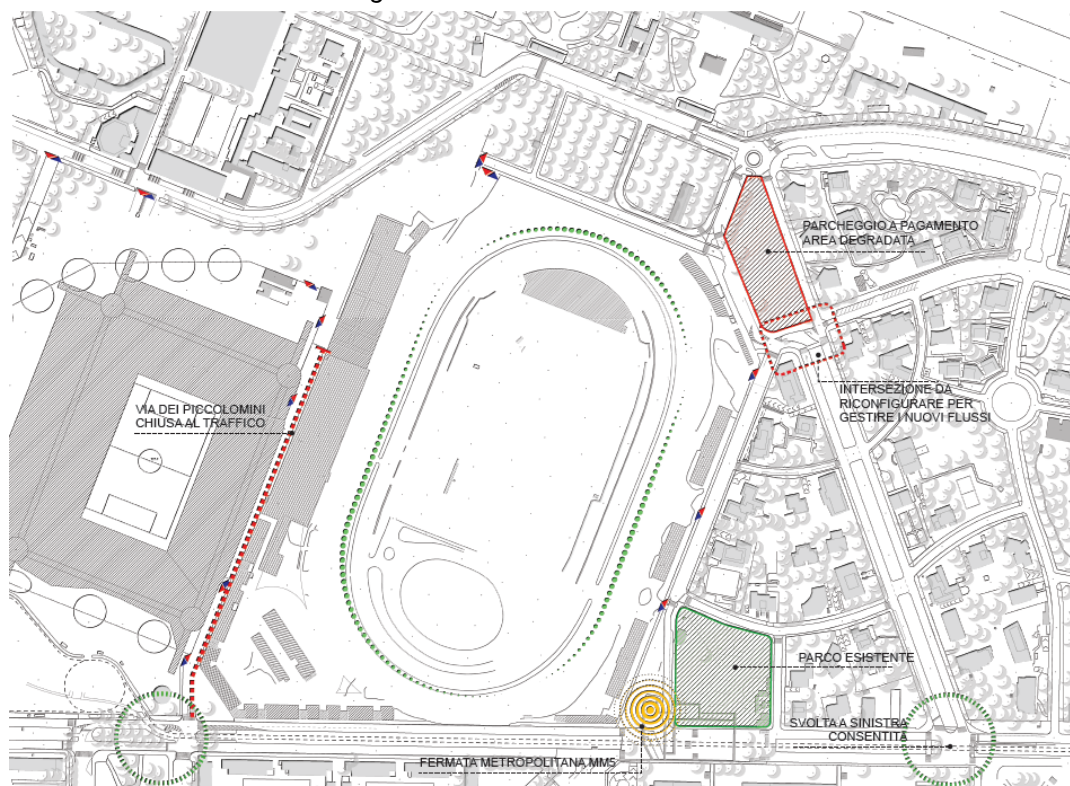 PARCHEGGIO A PAGAMENTO
AREA DEGRADATA
INTERSEZIONE DA
RICONFIGURARE PER
GESTIRE I NUOVI FLUSSI
VIA DEI PICCOLOMINI
CHIUSA AL TRAFFICO
PARCO ESISTENTE
SVOLTA A SINISTRA
CONSENTITA
FERMATA METROPOLITANA MM5